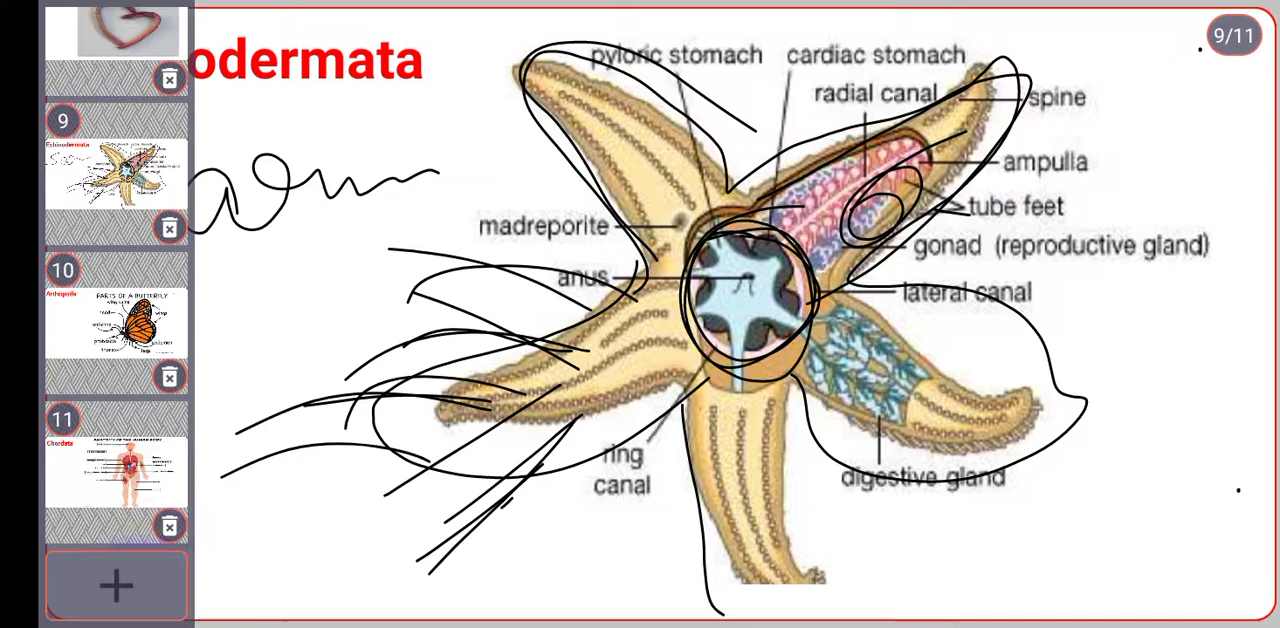 9/11
odermata
pyloric stomach
cardiac stomach
radial canal
spine
ampulla
tube feet
gonad (reproductive gland)
madreporite
anus
lateral canal
ring
canal
digestive gland
9
Echinodermata
10
Arthopoda
PARTS OF A BUTTERFLY
11
Chordata
+